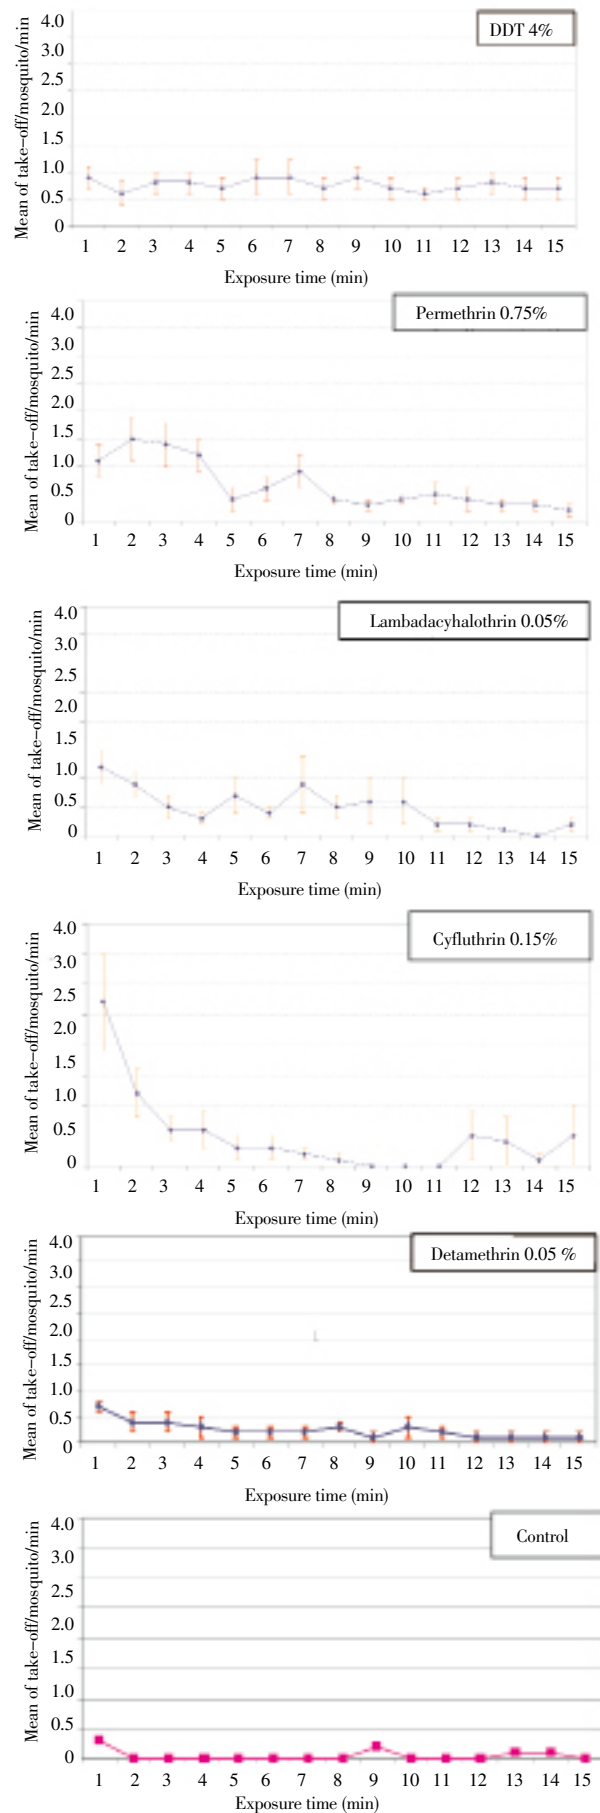 DDT 4%
Mean of take-off/mosquito/min
4.0
3.0
2.5
2.0
1.5
1.0
0.5
0
1 2 3 4 5 6 7 8 9 10 11 12 13 14 15
Exposure time (min)
Permethrin 0.75%
Mean of take-off/mosquito/min
4.0
3.0
2.5
2.0
1.5
1.0
0.5
0
1 2 3 4 5 6 7 8 9 10 11 12 13 14 15
Exposure time (min)
Lambadacyhalothrin 0.05%
Mean of take-off/mosquito/min
4.0
3.0
2.5
2.0
1.5
1.0
0.5
0
1 2 3 4 5 6 7 8 9 10 11 12 13 14 15
Exposure time (min)
Cyfluthrin 0.15%
Mean of take-off/mosquito/min
4.0
3.0
2.5
2.0
1.5
1.0
0.5
0
1 2 3 4 5 6 7 8 9 10 11 12 13 14 15
Exposure time (min)
Detamethrin 0.05 %
Mean of take-off/mosquito/min
4.0
3.0
2.5
2.0
1.5
1.0
0.5
0
1 2 3 4 5 6 7 8 9 10 11 12 13 14 15
Exposure time (min)
Control
Mean of take-off/mosquito/min
4.0
3.0
2.5
2.0
1.5
1.0
0.5
0
1 2 3 4 5 6 7 8 9 10 11 12 13 14 15
Exposure time (min)